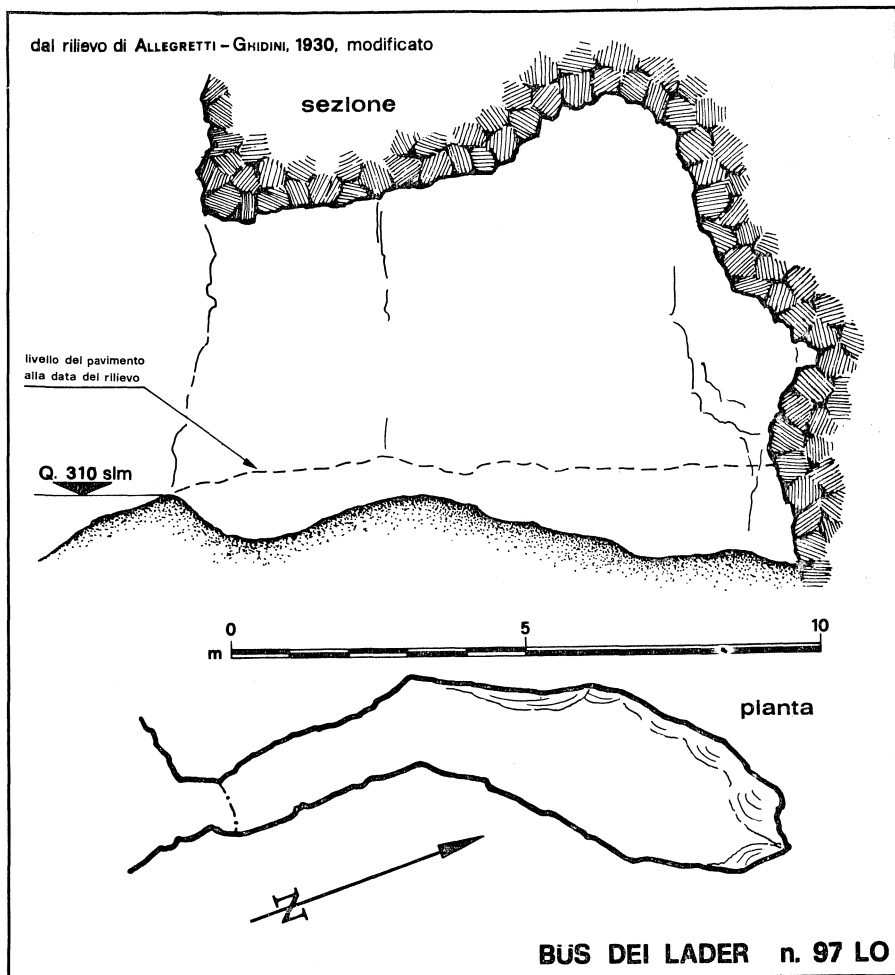 dal rilievo di ALLEGRETTI - GHIDINI, 1930, modificato
sezione
livello del pavimento
alla data del rilievo
Q. 310 slm
0 5 10
m
planta
N
BÜS DEI LADER n. 97 LO